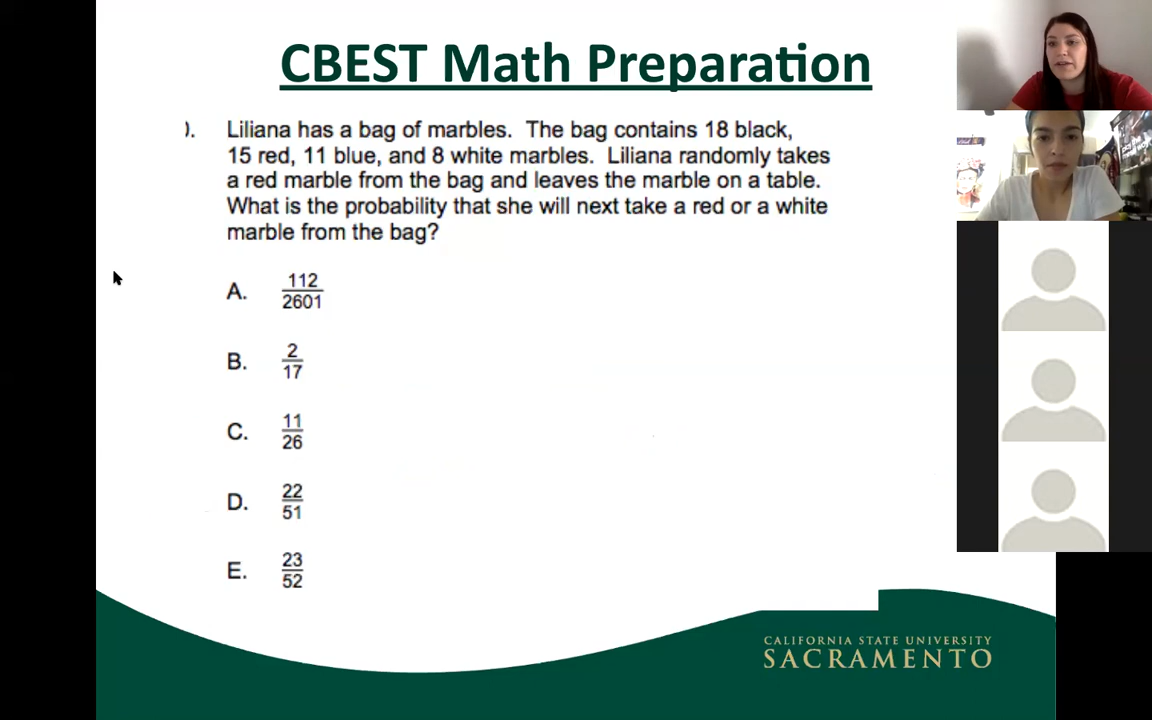 CBEST Math Preparation
). Liliana has a bag of marbles. The bag contains 18 black,
15 red, 11 blue, and 8 white marbles. Liliana randomly takes
a red marble from the bag and leaves the marble on a table.
What is the probability that she will next take a red or a white
marble from the bag?
A. 112/2601
B. 2/17
C. 11/26
D. 22/51
E. 23/52
CALIFORNIA STATE UNIVERSITY
SACRAMENTO